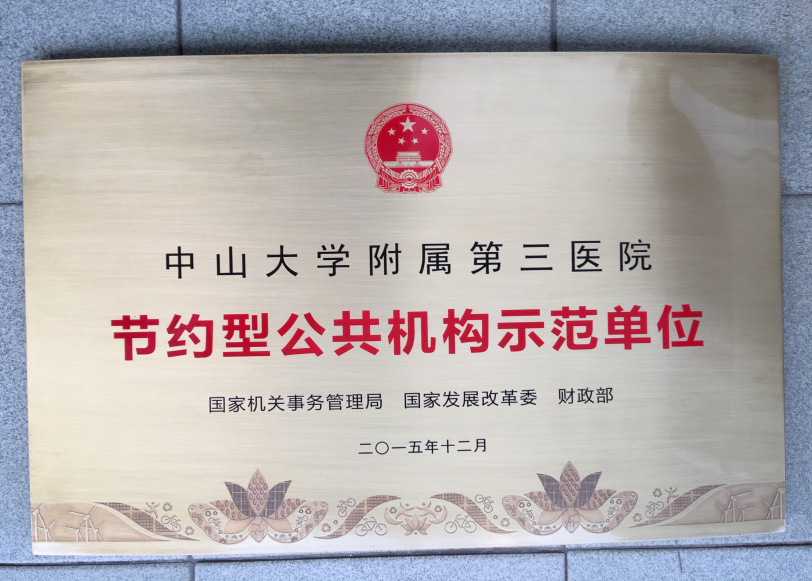 中山大学附属第三医院
节约型公共机构示范单位
国家机关事务管理局 国家发展改革委 财政部
二〇一五年十二月